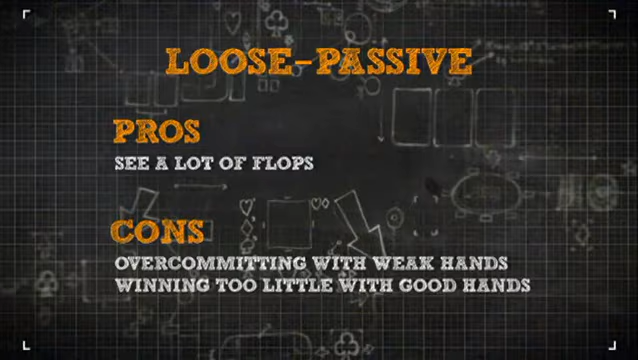 LOOSE-PASSIVE
PROS
SEE A LOT OF FLOPS
CONS
OVERCOMMITTING WITH WEAK HANDS
WINNING TOO LITTLE WITH GOOD HANDS